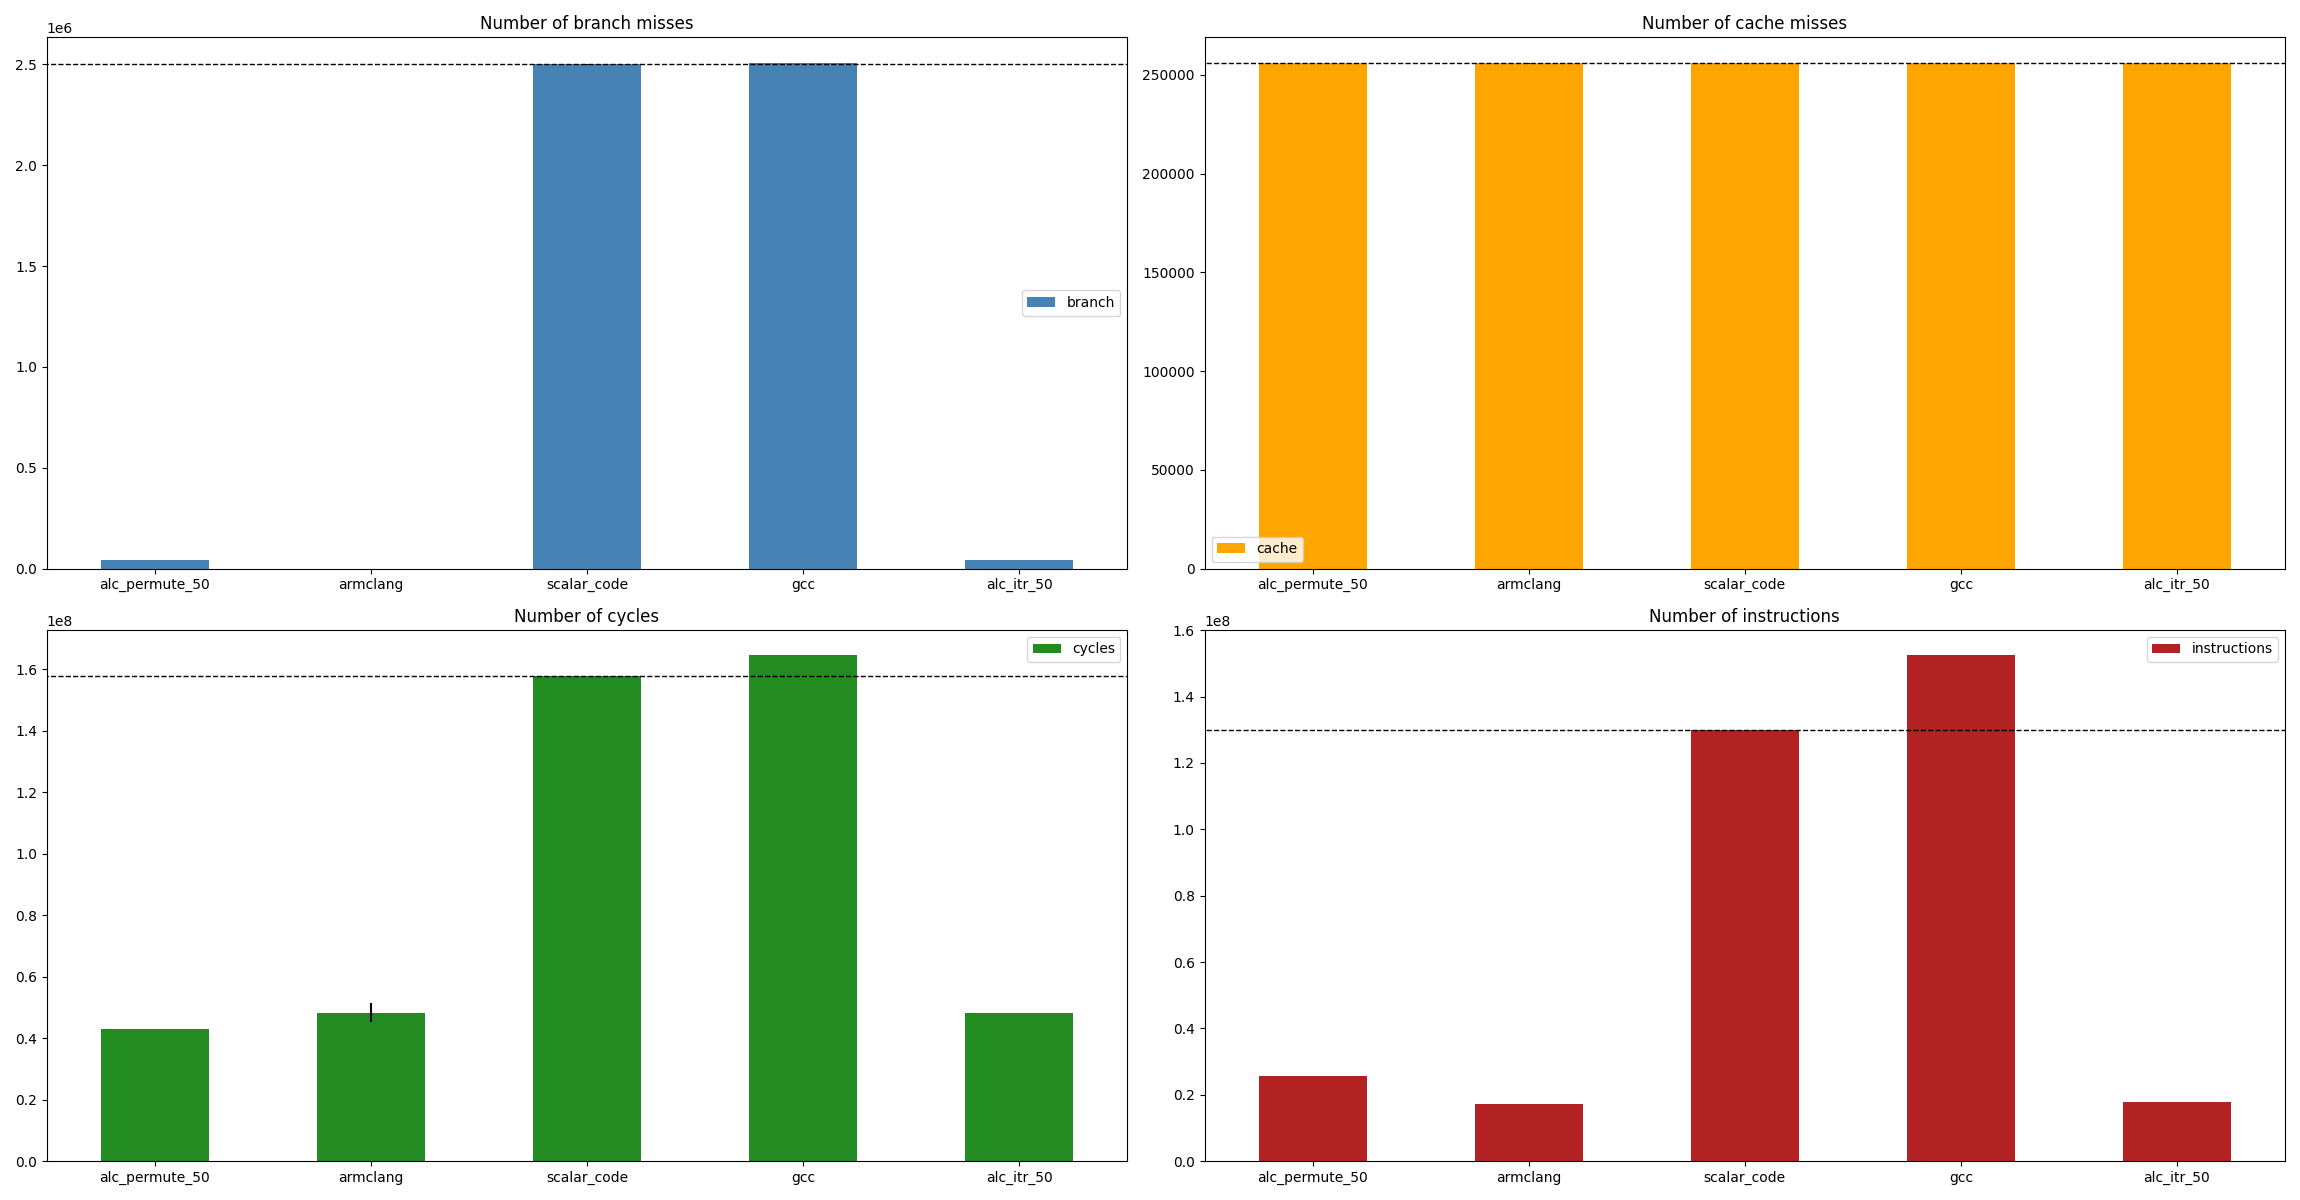 Number of branch misses
1e6
2.5
2.0
1.5
1.0
0.5
0.0
branch
alc_permute_50 armclang scalar_code gcc alc_itr_50
Number of cache misses
250000
200000
150000
100000
50000
0
cache
alc_permute_50 armclang scalar_code gcc alc_itr_50
Number of cycles
1e8
cycles
1.6
1.4
1.2
1.0
0.8
0.6
0.4
0.2
0.0
alc_permute_50 armclang scalar_code gcc alc_itr_50
Number of instructions
1e8
instructions
1.6
1.4
1.2
1.0
0.8
0.6
0.4
0.2
0.0
alc_permute_50 armclang scalar_code gcc alc_itr_50